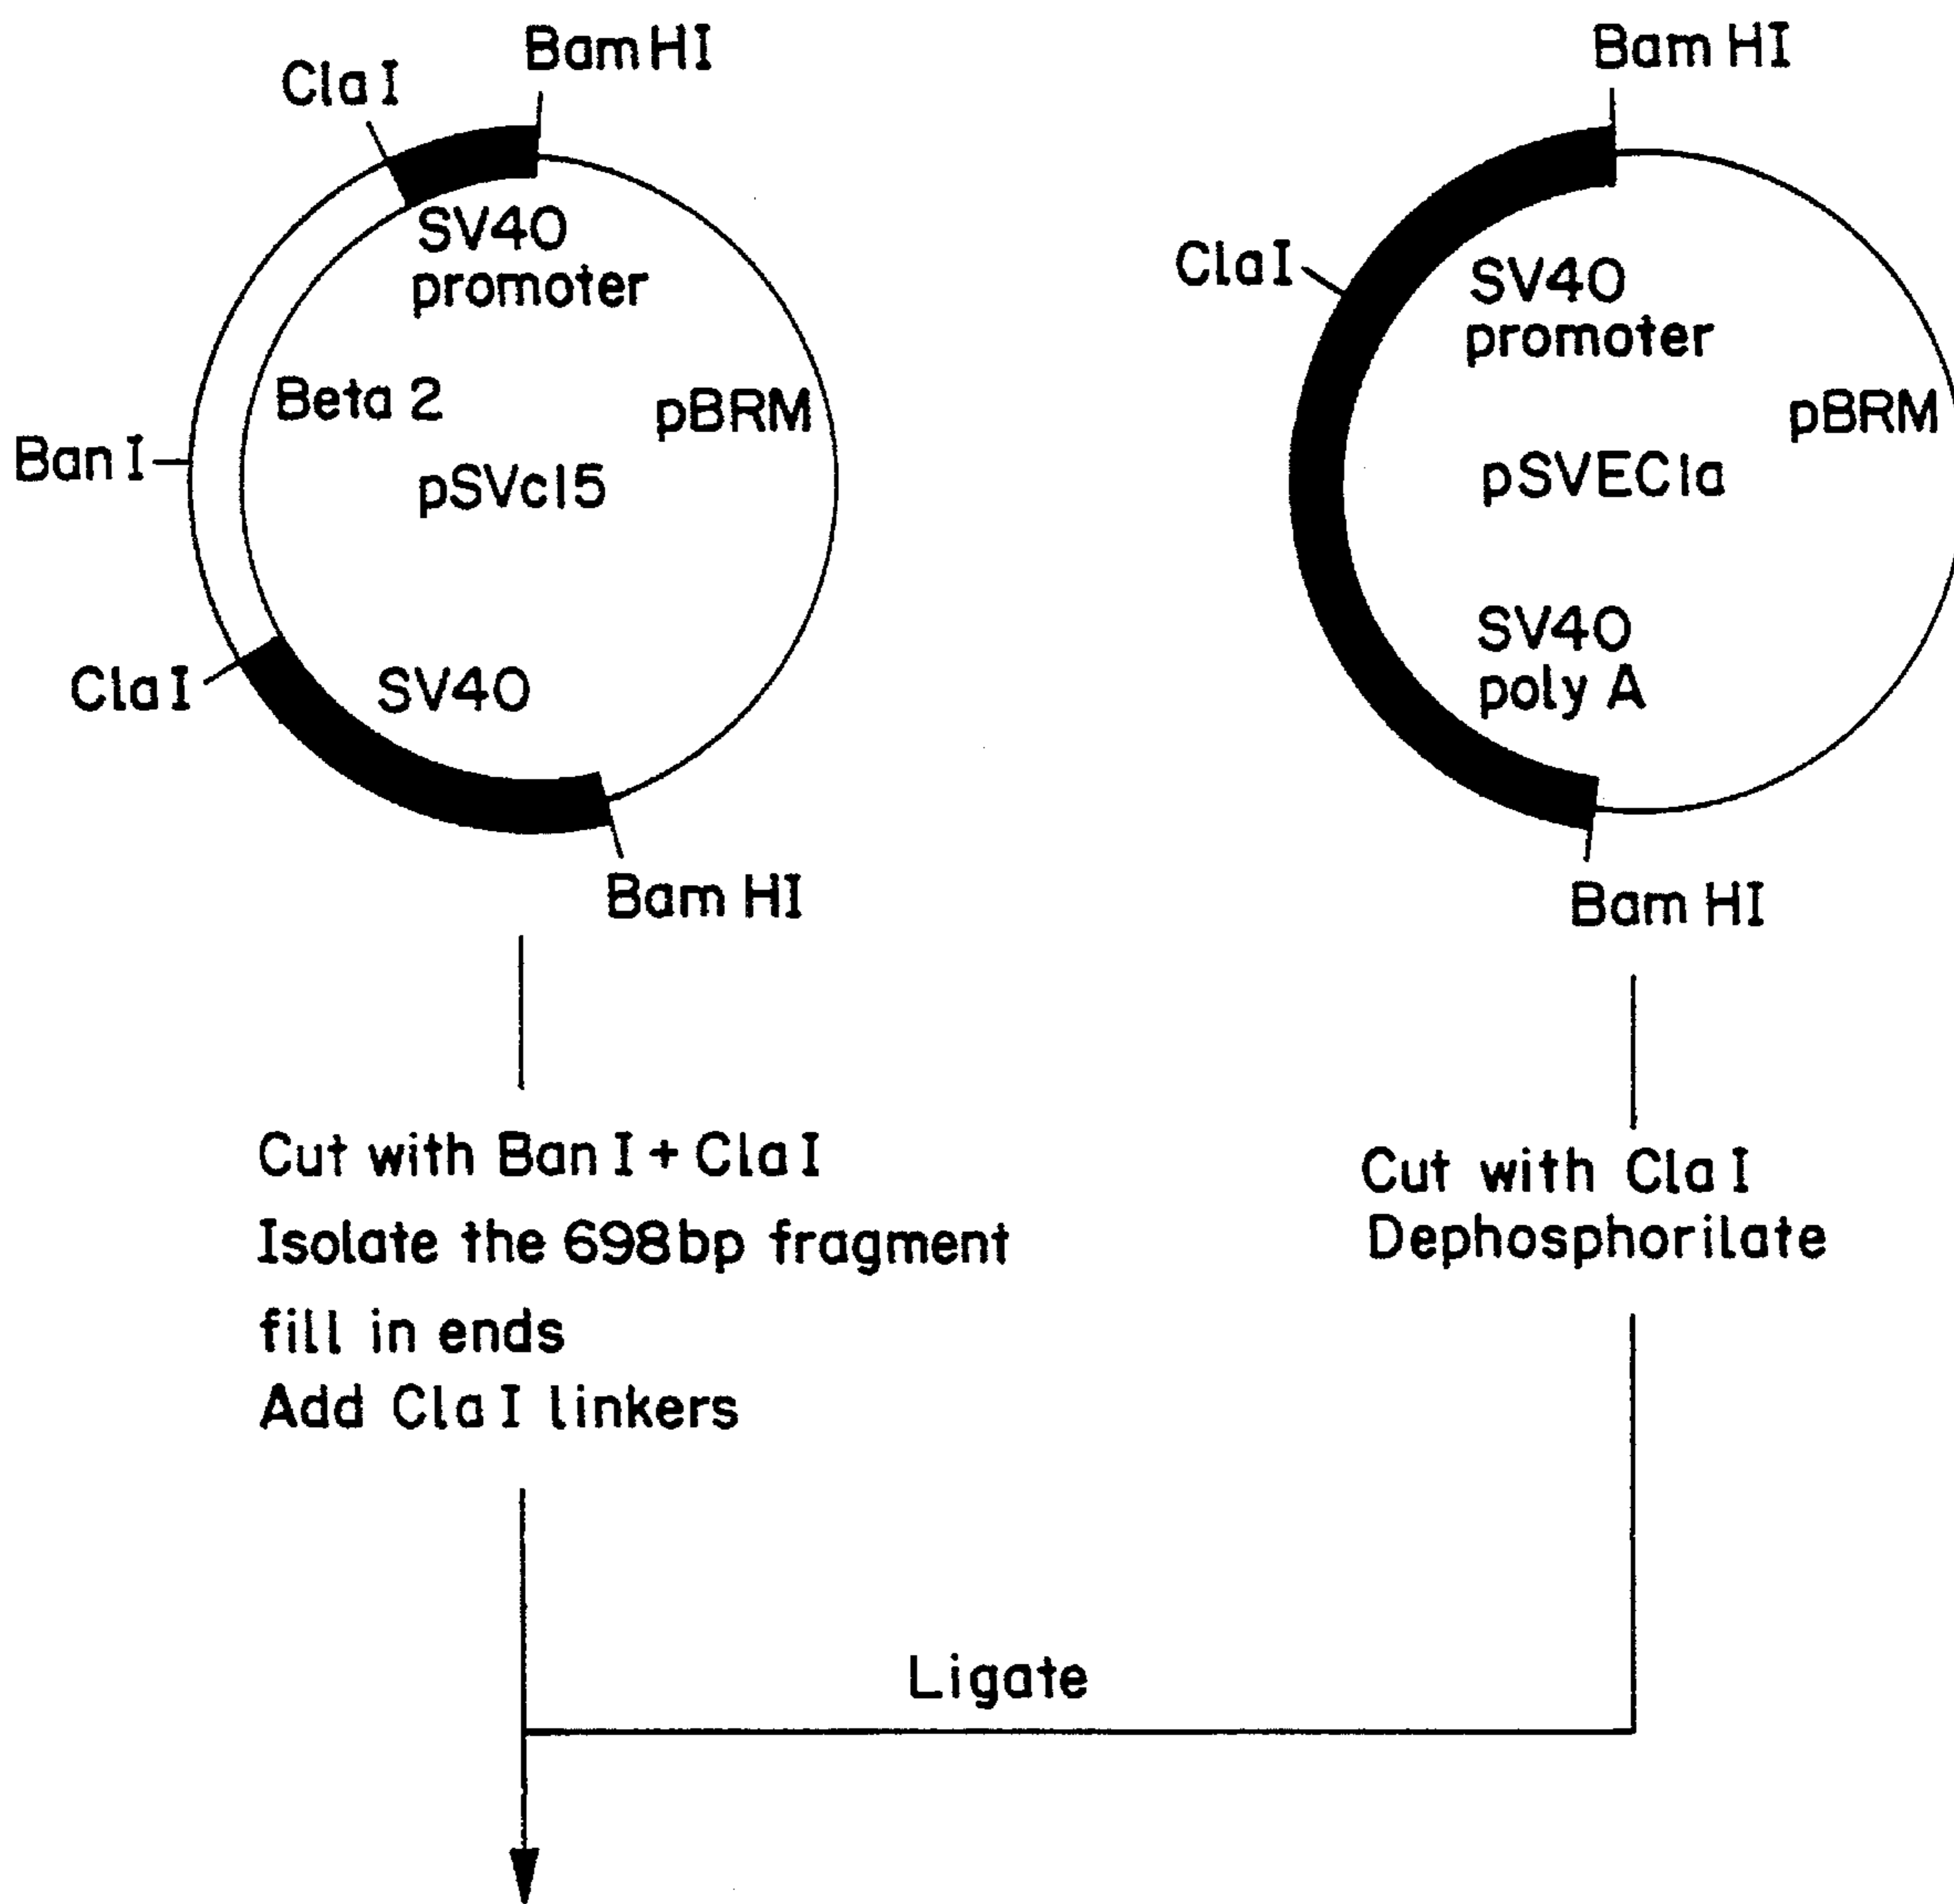 Bam HI
Cla I
SV40
promoter
Beta 2
pBRM
Ban I
pSVcl5
Cla I
SV40
Bam HI
Bam HI
Cla I
SV40
promoter
pBRM
pSVECla
SV40
poly A
Bam HI
Cut with Ban I + Cla I
Isolate the 698bp fragment
fill in ends
Add Cla I linkers
Cut with Cla I
Dephosphorilate
Ligate